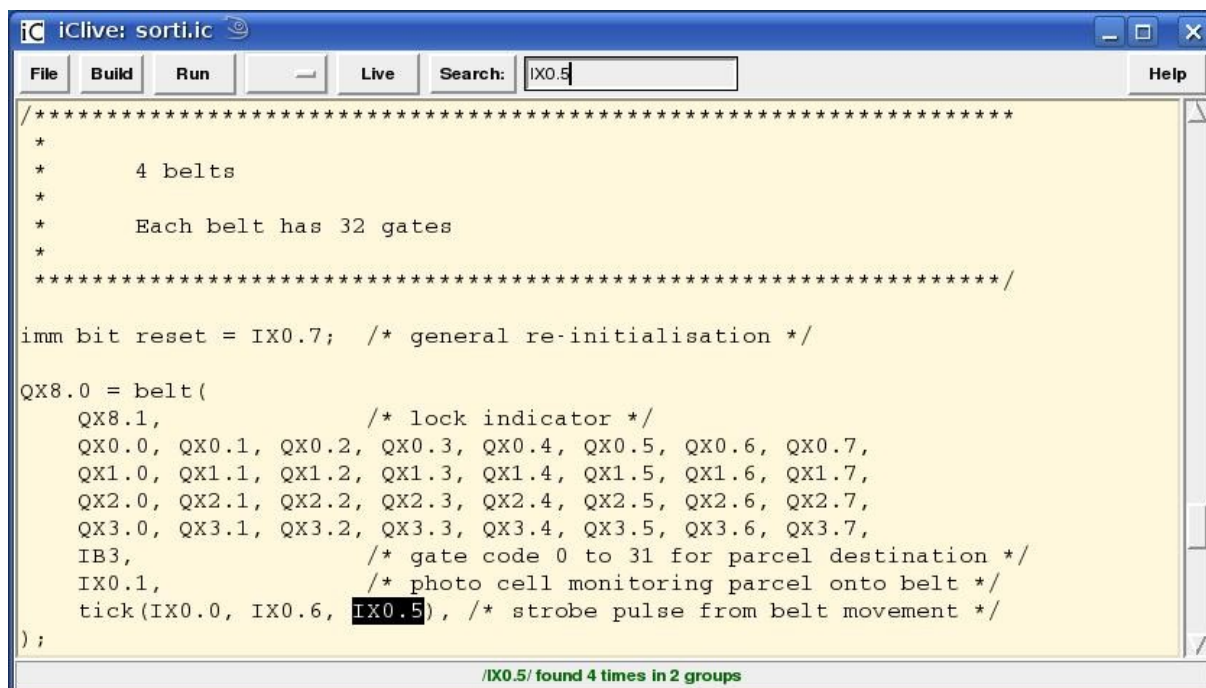 iC iClive: sorti.ic
File Build Run Live Search: IX0.5 Help
/********************************************************************
*
* 4 belts
*
* Each belt has 32 gates
*
*******************************************************************/
imm bit reset = IX0.7; /* general re-initialisation */
QX8.0 = belt(
QX8.1, /* lock indicator */
QX0.0, QX0.1, QX0.2, QX0.3, QX0.4, QX0.5, QX0.6, QX0.7,
QX1.0, QX1.1, QX1.2, QX1.3, QX1.4, QX1.5, QX1.6, QX1.7,
QX2.0, QX2.1, QX2.2, QX2.3, QX2.4, QX2.5, QX2.6, QX2.7,
QX3.0, QX3.1, QX3.2, QX3.3, QX3.4, QX3.5, QX3.6, QX3.7,
IB3, /* gate code 0 to 31 for parcel destination */
IX0.1, /* photo cell monitoring parcel onto belt */
tick(IX0.0, IX0.6, IX0.5), /* strobe pulse from belt movement */
);
/IX0.5/ found 4 times in 2 groups